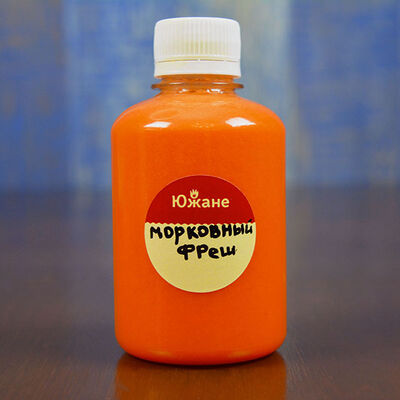 Южане
морковный
фреш